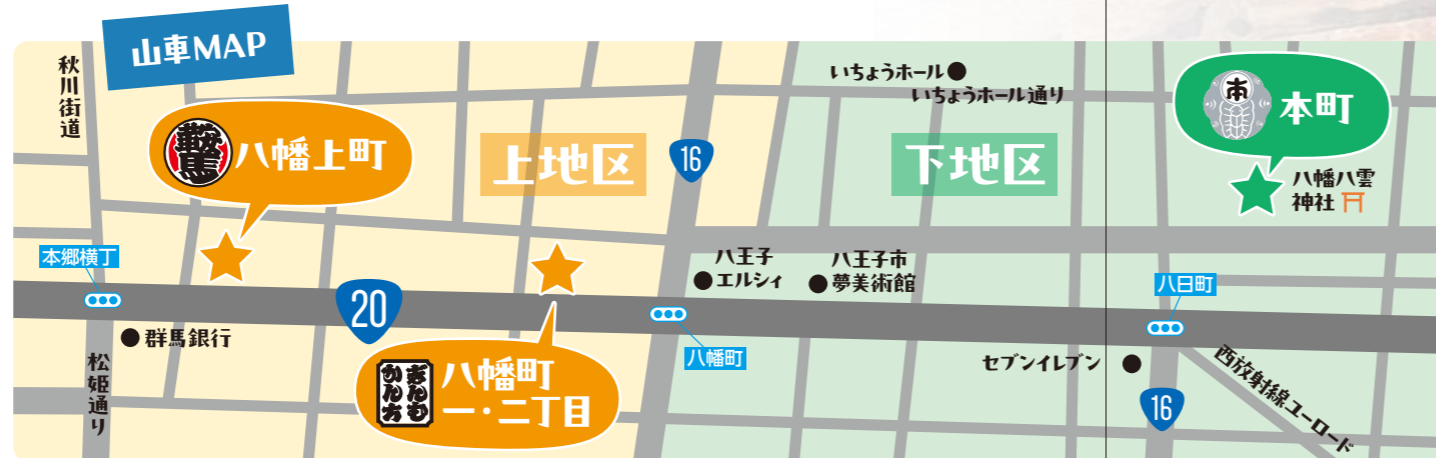 山車MAP
秋川街道
八幡上町
上地区
16
いちょうホール
いちょうホール通り
下地区
本
本町
八幡八雲
神社
本郷横丁
20
群馬銀行
松姫通り
八幡町
一・二丁目
八幡町
八王子
エルシィ
八王子市
夢美術館
八日町
セブンイレブン
16
西放射線ユーロード